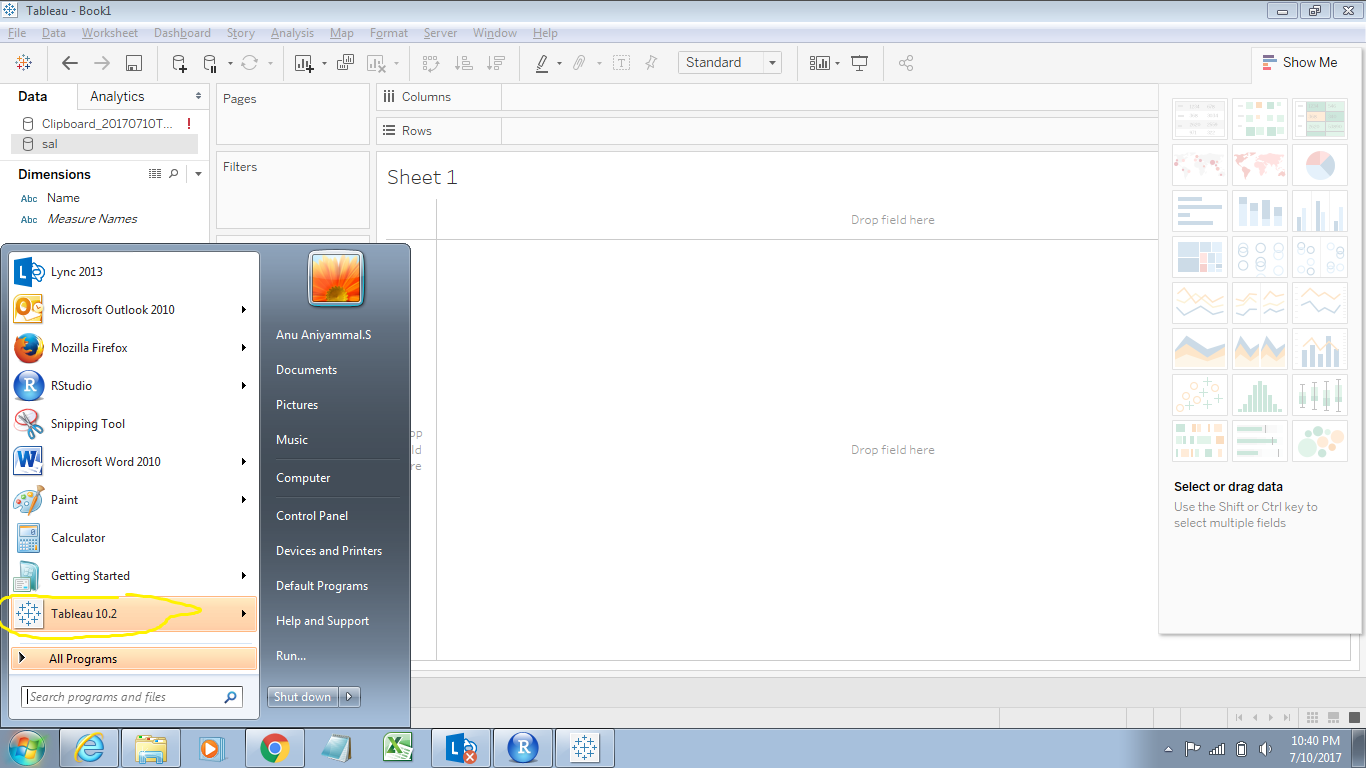 Tableau - Book1
File Data Worksheet Dashboard Story Analysis Map Format Server Window Help
Standard
Show Me
Data Analytics
Clipboard_20170710T... !
sal
Dimensions
Abc Name
Abc Measure Names
Pages
Filters
Columns
Rows
Sheet 1
Drop field here
Drop field here
op
ld
re
Select or drag data
Use the Shift or Ctrl key to
select multiple fields
Lync 2013
Microsoft Outlook 2010
Mozilla Firefox
RStudio
Snipping Tool
Microsoft Word 2010
Paint
Calculator
Getting Started
Tableau 10.2
All Programs
Search programs and files
Anu Aniyammal.S
Documents
Pictures
Music
Computer
Control Panel
Devices and Printers
Default Programs
Help and Support
Run...
Shut down
10:40 PM
7/10/2017